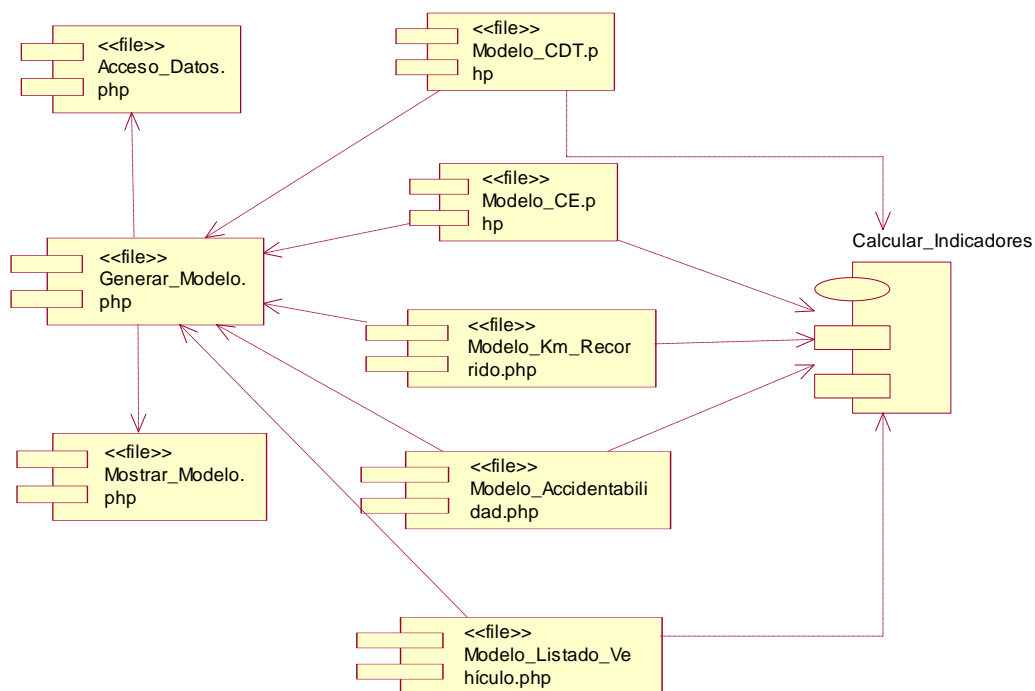 <<file>>
Acceso_Datos.
php
<<file>>
Modelo_CDT.p
hp
<<file>>
Modelo_CE.p
hp
<<file>>
Generar_Modelo.
php
Calcular_Indicadores
<<file>>
Modelo_Km_Recor
rido.php
<<file>>
Mostrar_Modelo.
php
<<file>>
Modelo_Accidentabili
dad.php
<<file>>
Modelo_Listado_Ve
hículo.php